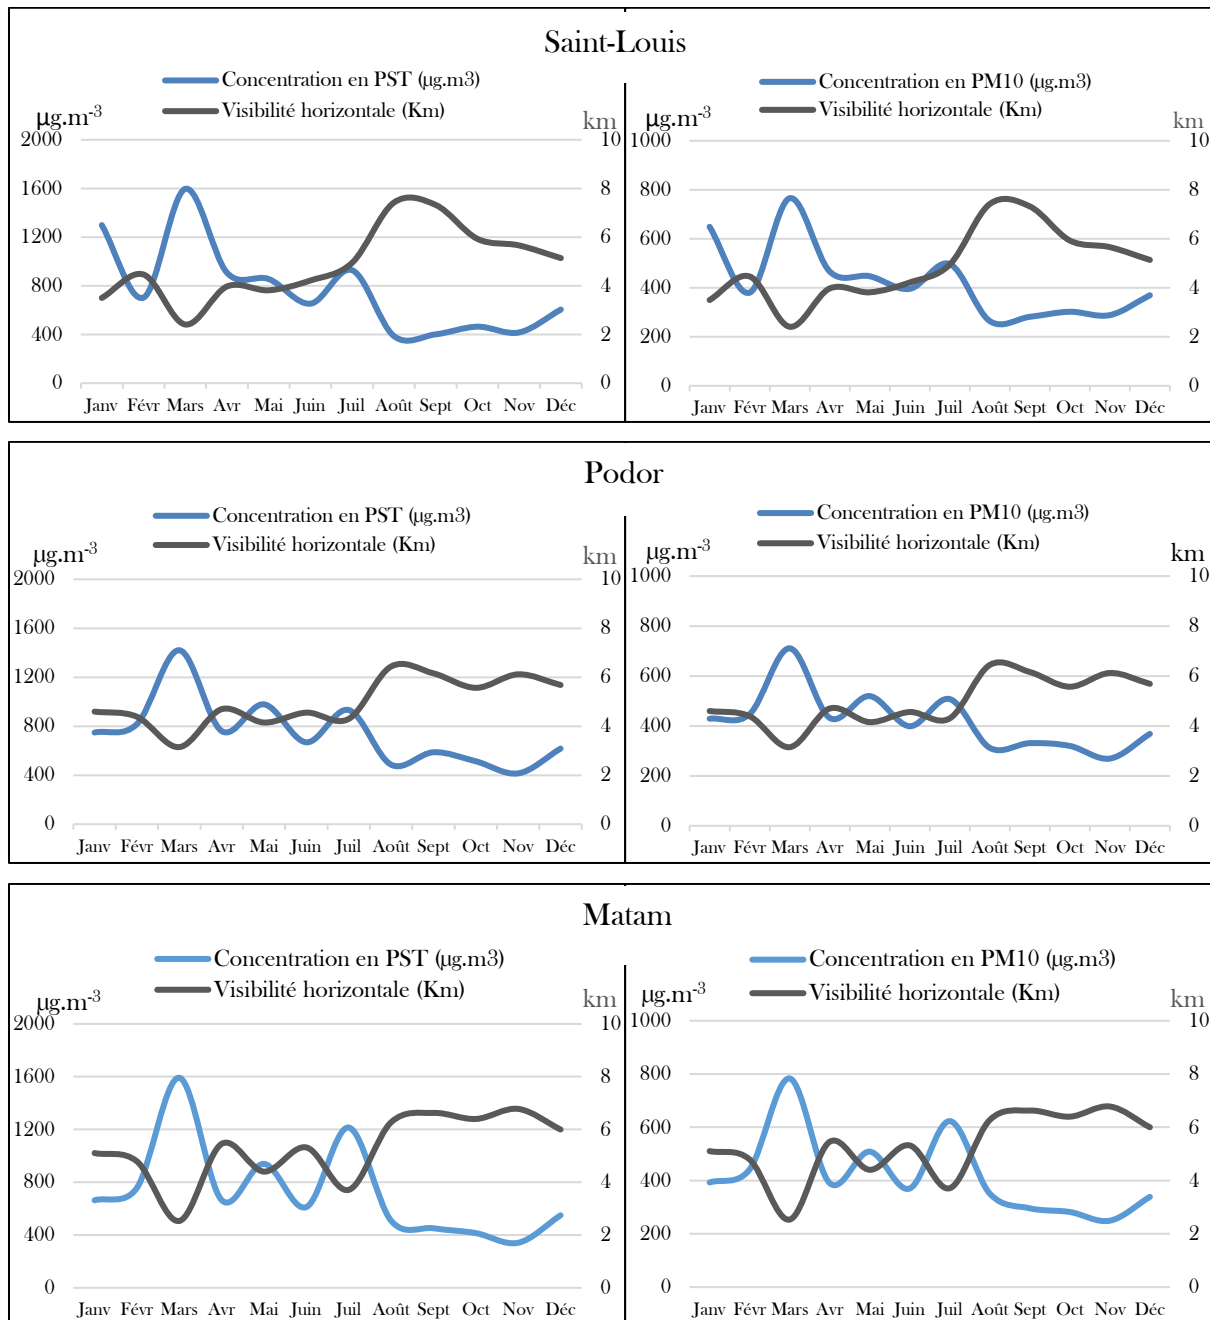 Saint-Louis
Concentration en PST (µg.m3)
Visibilité horizontale (Km)
µg.m-3
km
2000
1600
1200
800
400
0
10
8
6
4
2
0
Janv Févr Mars Avr Mai Juin Juil Août Sept Oct Nov Déc
Concentration en PM10 (µg.m3)
Visibilité horizontale (Km)
µg.m-3
km
1000
800
600
400
200
0
10
8
6
4
2
0
Janv Févr Mars Avr Mai Juin Juil Août Sept Oct Nov Déc
Podor
Concentration en PST (µg.m3)
Visibilité horizontale (Km)
µg.m-3
km
2000
1600
1200
800
400
0
10
8
6
4
2
0
Janv Févr Mars Avr Mai Juin Juil Août Sept Oct Nov Déc
Concentration en PM10 (µg.m3)
Visibilité horizontale (Km)
µg.m-3
km
1000
800
600
400
200
0
10
8
6
4
2
0
Janv Févr Mars Avr Mai Juin Juil Août Sept Oct Nov Déc
Matam
Concentration en PST (µg.m3)
Visibilité horizontale (Km)
µg.m-3
km
2000
1600
1200
800
400
0
10
8
6
4
2
0
Janv Févr Mars Avr Mai Juin Juil Août Sept Oct Nov Déc
Concentration en PM10 (µg.m3)
Visibilité horizontale (Km)
µg.m-3
km
1000
800
600
400
200
0
10
8
6
4
2
0
Janv Févr Mars Avr Mai Juin Juil Août Sept Oct Nov Déc